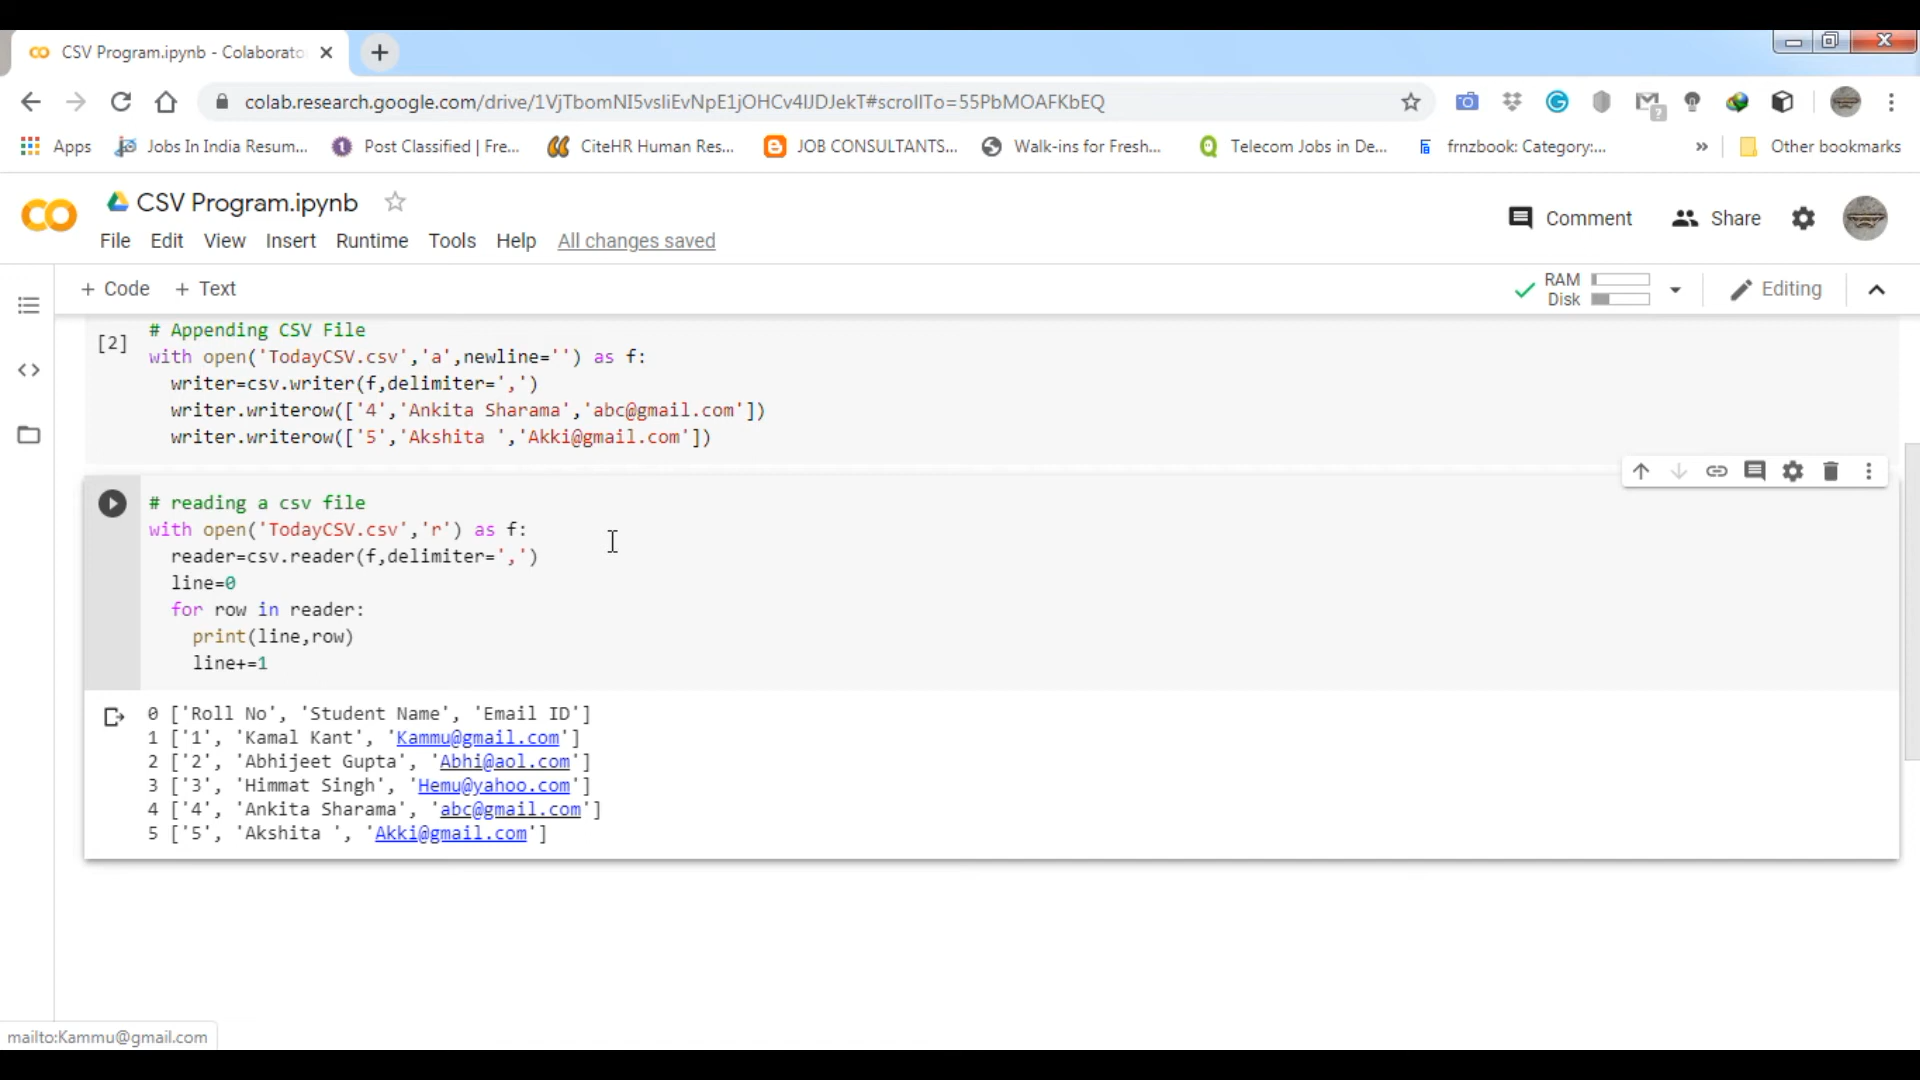 CSV Program.ipynb - Colaborato
colab.research.google.com/drive/1VjTbomNI5vsIiEvNpE1jOHCv4IJDJekT#scrollTo=55PbMOAFKbEQ
Apps Jobs In India Resum... Post Classified | Fre... CiteHR Human Res... JOB CONSULTANTS... Walk-ins for Fresh... Telecom Jobs in De... frnzbook: Category:... » Other bookmarks
CSV Program.ipynb
Comment Share
File Edit View Insert Runtime Tools Help All changes saved
+ Code + Text
RAM
Disk
Editing
[2]
# Appending CSV File
with open('TodayCSV.csv','a',newline='') as f:
writer=csv.writer(f,delimiter=',')
writer.writerow(['4','Ankita Sharama','abc@gmail.com'])
writer.writerow(['5','Akshita ','Akki@gmail.com'])
# reading a csv file
with open('TodayCSV.csv','r') as f:
reader=csv.reader(f,delimiter=',')
line=0
for row in reader:
print(line,row)
line+=1
0 ['Roll No', 'Student Name', 'Email ID']
1 ['1', 'Kamal Kant', 'Kammu@gmail.com']
2 ['2', 'Abhijeet Gupta', 'Abhi@aol.com']
3 ['3', 'Himmat Singh', 'Hemu@yahoo.com']
4 ['4', 'Ankita Sharama', 'abc@gmail.com']
5 ['5', 'Akshita ', 'Akki@gmail.com']
mailto:Kammu@gmail.com